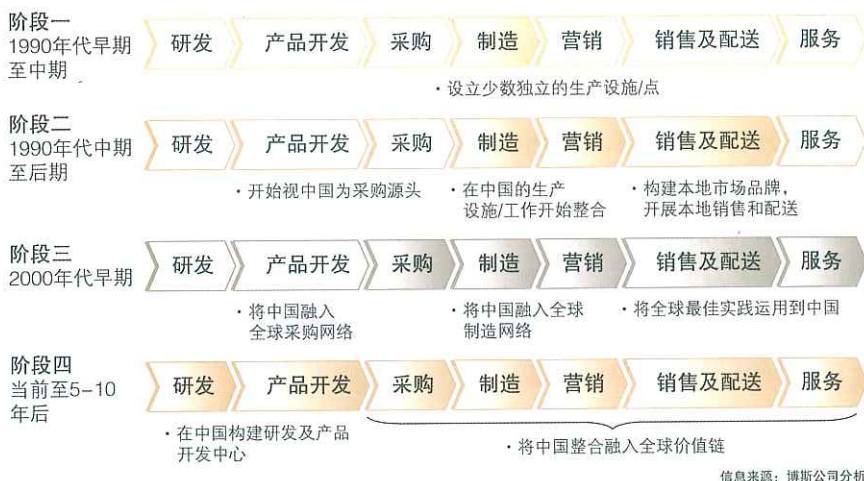 阶段一
1990年代早期
至中期
研发 产品开发 采购 制造 营销 销售及配送 服务
·设立少数独立的生产设施/点
阶段二
1990年代中期
至后期
研发 产品开发 采购 制造 营销 销售及配送 服务
·开始视中国为采购源头
·在中国的生产
设施/工作开始整合
·构建本地市场品牌，
开展本地销售和配送
阶段三
2000年代早期
研发 产品开发 采购 制造 营销 销售及配送 服务
·将中国融入
全球采购网络
·将中国融入全球
制造网络
·将全球最佳实践运用到中国
阶段四
当前至5-10
年后
研发 产品开发 采购 制造 营销 销售及配送 服务
·在中国构建研发及产品
开发中心
·将中国整合融入全球价值链
信息来源：博斯公司分析